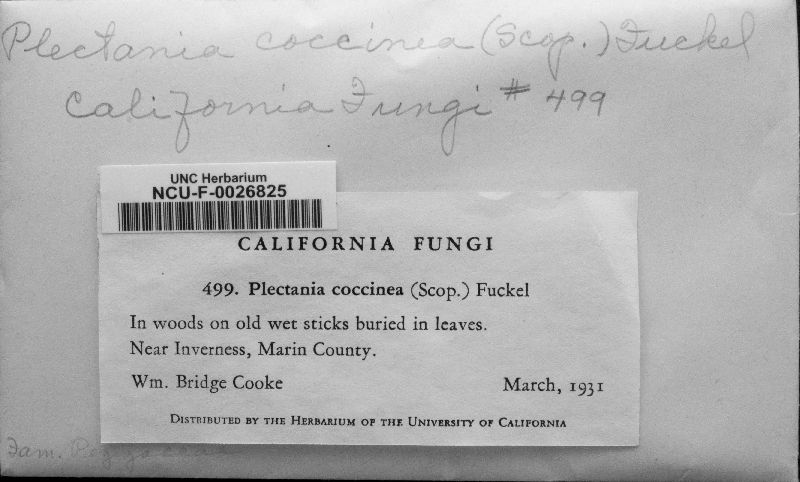 Plectania coccinea (Scop.) Fuckel
California Fungi # 499
UNC Herbarium
NCU-F-0026825
CALIFORNIA FUNGI
499. Plectania coccinea (Scop.) Fuckel
In woods on old wet sticks buried in leaves.
Near Inverness, Marin County.
Wm. Bridge Cooke March, 1931
DISTRIBUTED BY THE HERBARIUM OF THE UNIVERSITY OF CALIFORNIA
Fam.